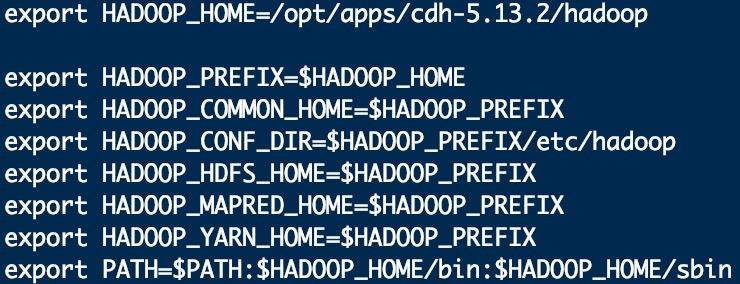 export HADOOP_HOME=/opt/apps/cdh-5.13.2/hadoop
export HADOOP_PREFIX=$HADOOP_HOME
export HADOOP_COMMON_HOME=$HADOOP_PREFIX
export HADOOP_CONF_DIR=$HADOOP_PREFIX/etc/hadoop
export HADOOP_HDFS_HOME=$HADOOP_PREFIX
export HADOOP_MAPRED_HOME=$HADOOP_PREFIX
export HADOOP_YARN_HOME=$HADOOP_PREFIX
export PATH=$PATH:$HADOOP_HOME/bin:$HADOOP_HOME/sbin